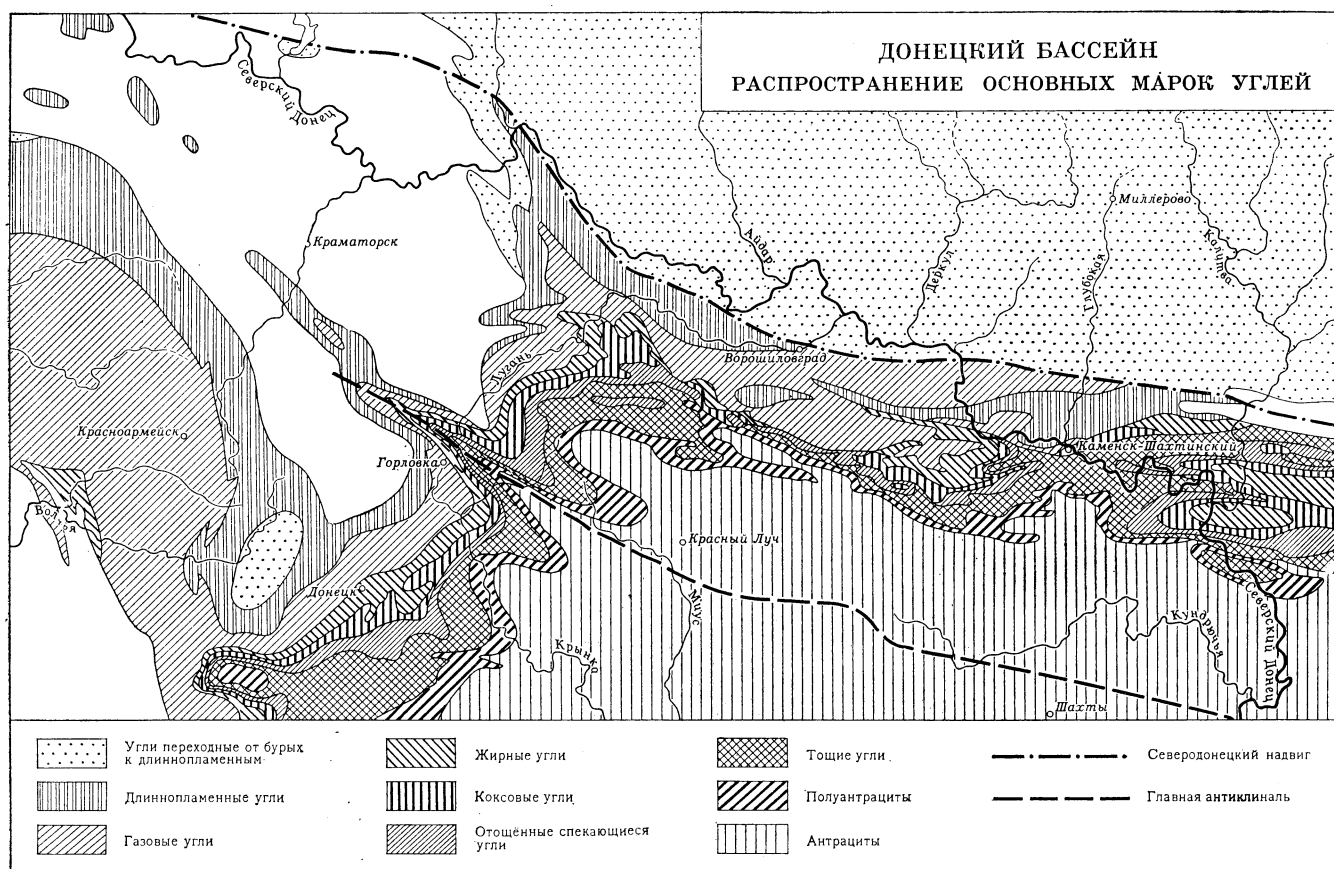 ДОНЕЦКИЙ БАССЕЙН
РАСПРОСТРАНЕНИЕ ОСНОВНЫХ МАРОК УГЛЕЙ
Северский Донец
Миллерово
Айдар
Деркул
Глубокая
Калитва
Краматорск
Лугань
Ворошиловград
Красноармейск
Горловка
Каменск-Шахтинский
Волчья
Красный Луч
Донецк
Миус
Крынка
Кундрючья
Северский Донец
Шахты
Угли переходные от бурых
к длиннопламенным
Длиннопламенные угли
Газовые угли
Жирные угли
Коксовые угли
Отощённые спекающиеся
угли
Тощие угли
Полуантрациты
Антрациты
Северодонецкий надвиг
Главная антиклиналь